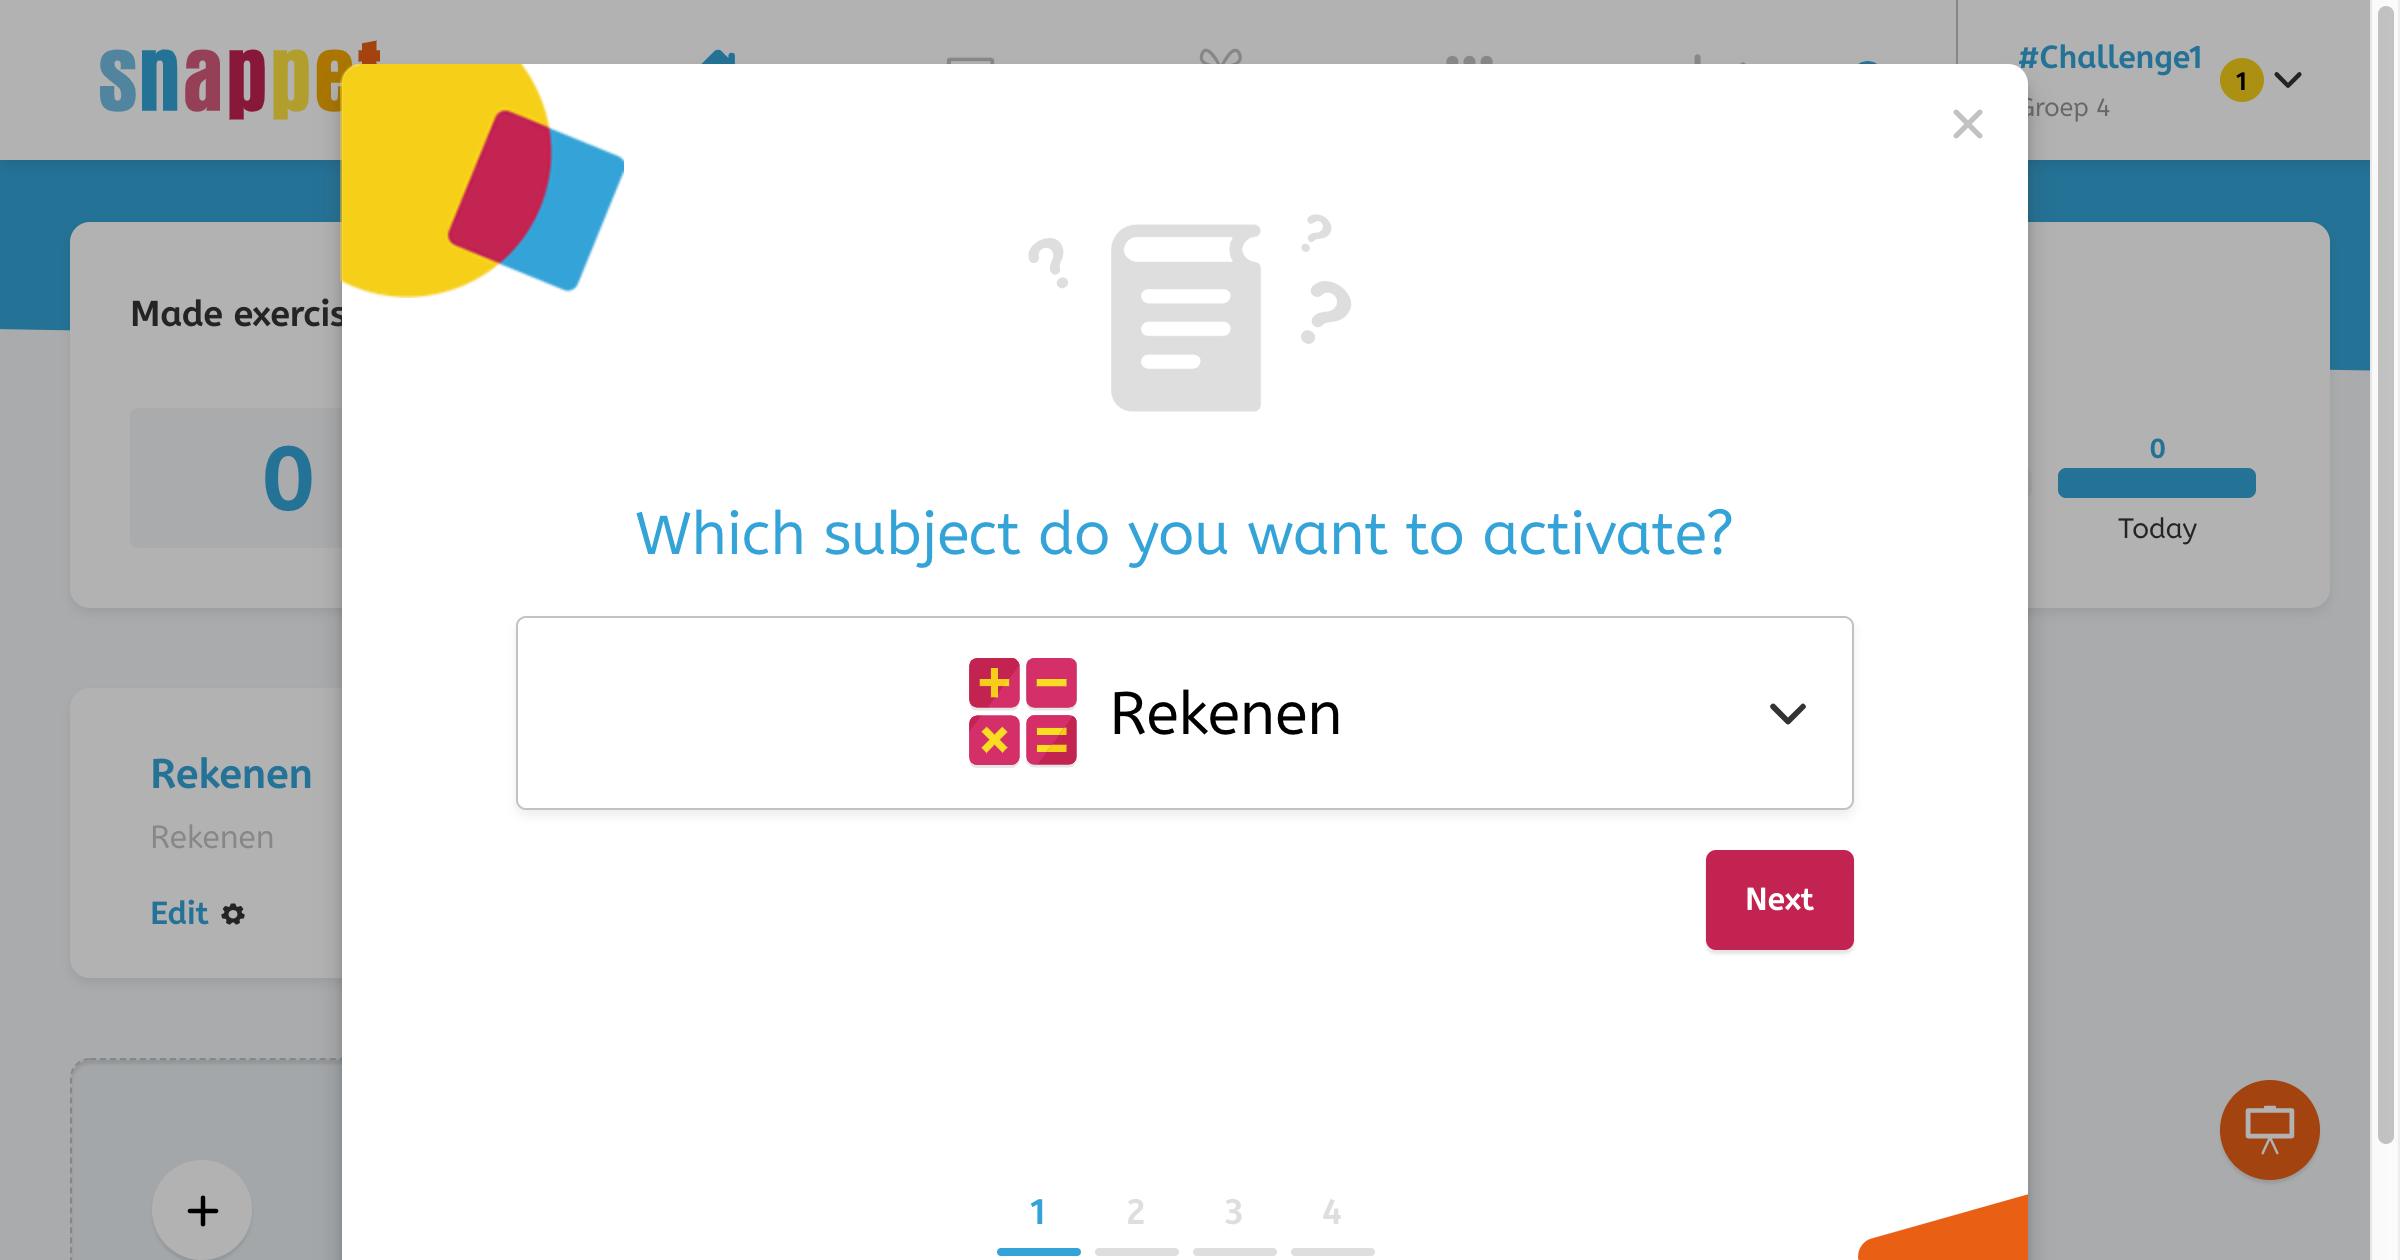 snappet
#Challenge1
1
Groep 4
Made exercis
0
0
Today
Which subject do you want to activate?
Rekenen
Next
Rekenen
Rekenen
Edit
1 2 3 4